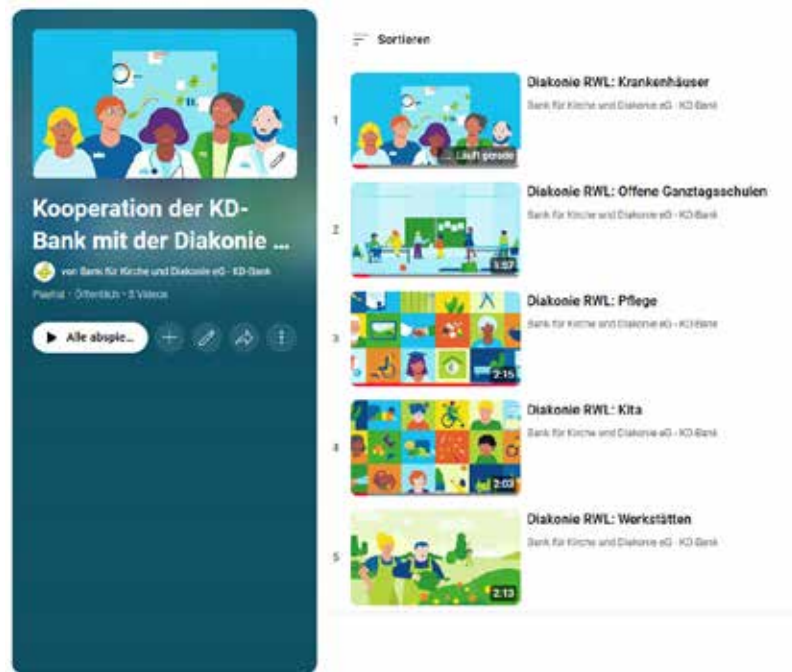 Kooperation der KD-
Bank mit der Diakonie ...
von Bank für Kirche und Diakonie eG - KD-Bank
Playlist • Öffentlich • 5 Videos
Alle abspie...
Sortieren
1
Diakonie RWL: Krankenhäuser
Bank für Kirche und Diakonie eG - KD-Bank
... Läuft gerade
2
Diakonie RWL: Offene Ganztagsschulen
Bank für Kirche und Diakonie eG - KD-Bank
1:57
3
Diakonie RWL: Pflege
Bank für Kirche und Diakonie eG - KD-Bank
2:15
4
Diakonie RWL: Kita
Bank für Kirche und Diakonie eG - KD-Bank
2:03
5
Diakonie RWL: Werkstätten
Bank für Kirche und Diakonie eG - KD-Bank
2:13